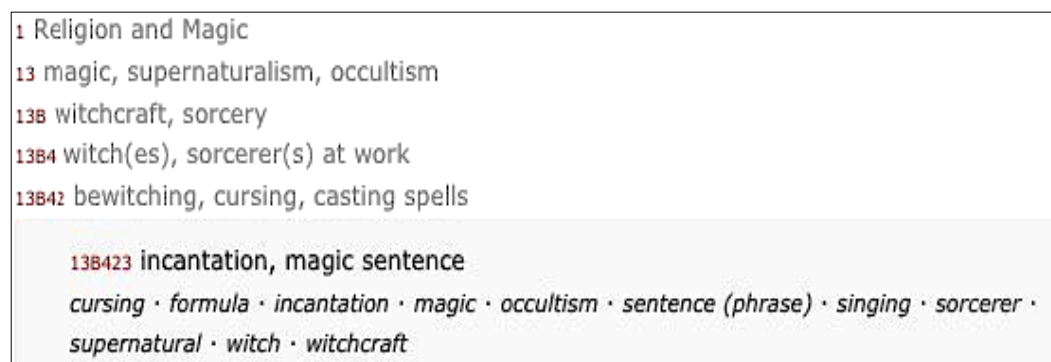 1 Religion and Magic
13 magic, supernaturalism, occultism
13B witchcraft, sorcery
13B4 witch(es), sorcerer(s) at work
13B42 bewitching, cursing, casting spells
13B423 incantation, magic sentence
cursing · formula · incantation · magic · occultism · sentence (phrase) · singing · sorcerer ·
supernatural · witch · witchcraft